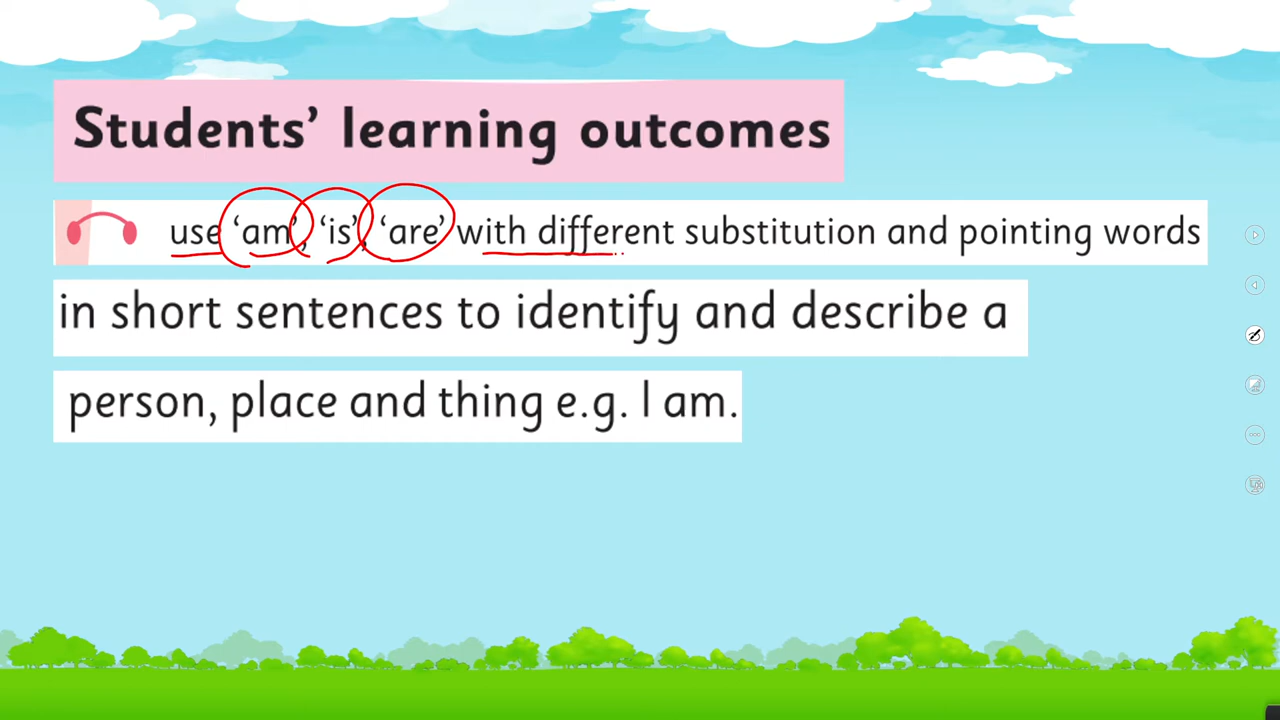 Students’ learning outcomes
use ‘am’, ‘is’, ‘are’ with different substitution and pointing words
in short sentences to identify and describe a
person, place and thing e.g. I am.